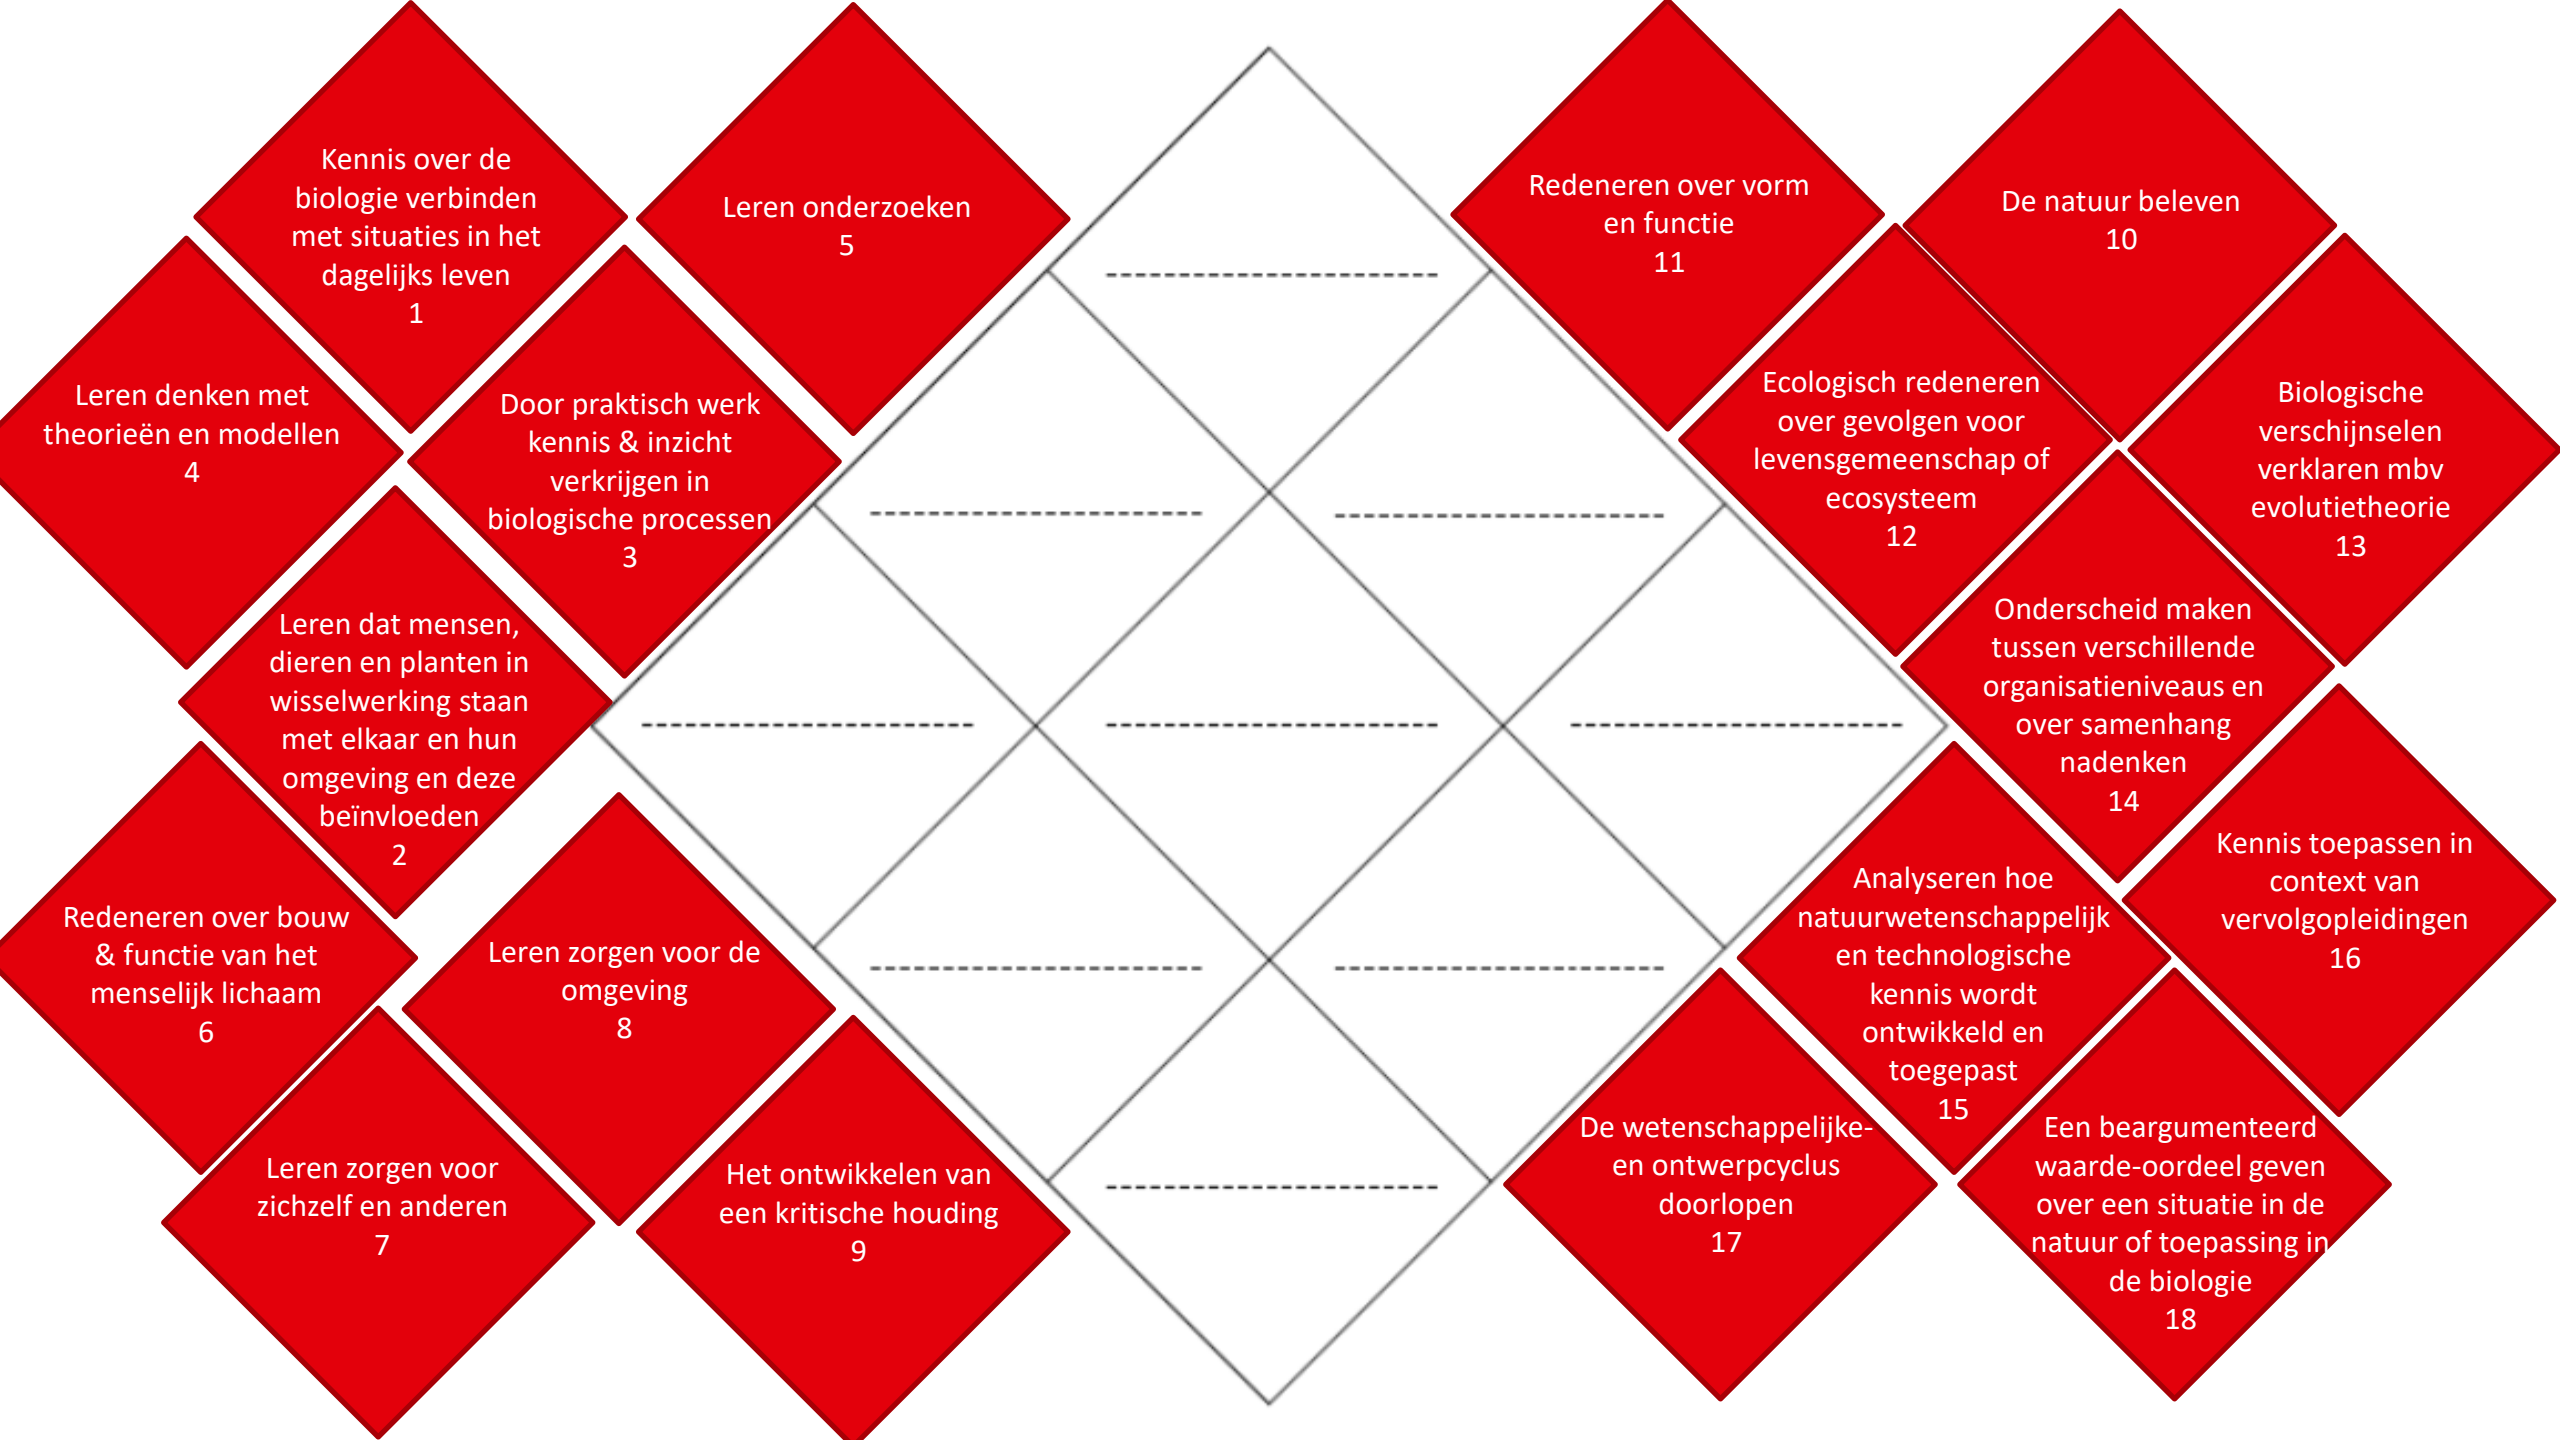 Kennis over de
biologie verbinden
met situaties in het
dagelijks leven
1
Leren onderzoeken
5
Leren denken met
theorieën en modellen
4
Door praktisch werk
kennis & inzicht
verkrijgen in
biologische processen
3
Leren dat mensen,
dieren en planten in
wisselwerking staan
met elkaar en hun
omgeving en deze
beïnvloeden
2
Redeneren over bouw
& functie van het
menselijk lichaam
6
Leren zorgen voor de
omgeving
8
Leren zorgen voor
zichzelf en anderen
7
Het ontwikkelen van
een kritische houding
9
Redeneren over vorm
en functie
11
De natuur beleven
10
Ecologisch redeneren
over gevolgen voor
levensgemeenschap of
ecosysteem
12
Biologische
verschijnselen
verklaren mbv
evolutietheorie
13
Onderscheid maken
tussen verschillende
organisatieniveaus en
over samenhang
nadenken
14
Analyseren hoe
natuurwetenschappelijk
en technologische
kennis wordt
ontwikkeld en
toegepast
15
Kennis toepassen in
context van
vervolgopleidingen
16
De wetenschappelijke-
en ontwerpcyclus
doorlopen
17
Een beargumenteerd
waarde-oordeel geven
over een situatie in de
natuur of toepassing in
de biologie
18